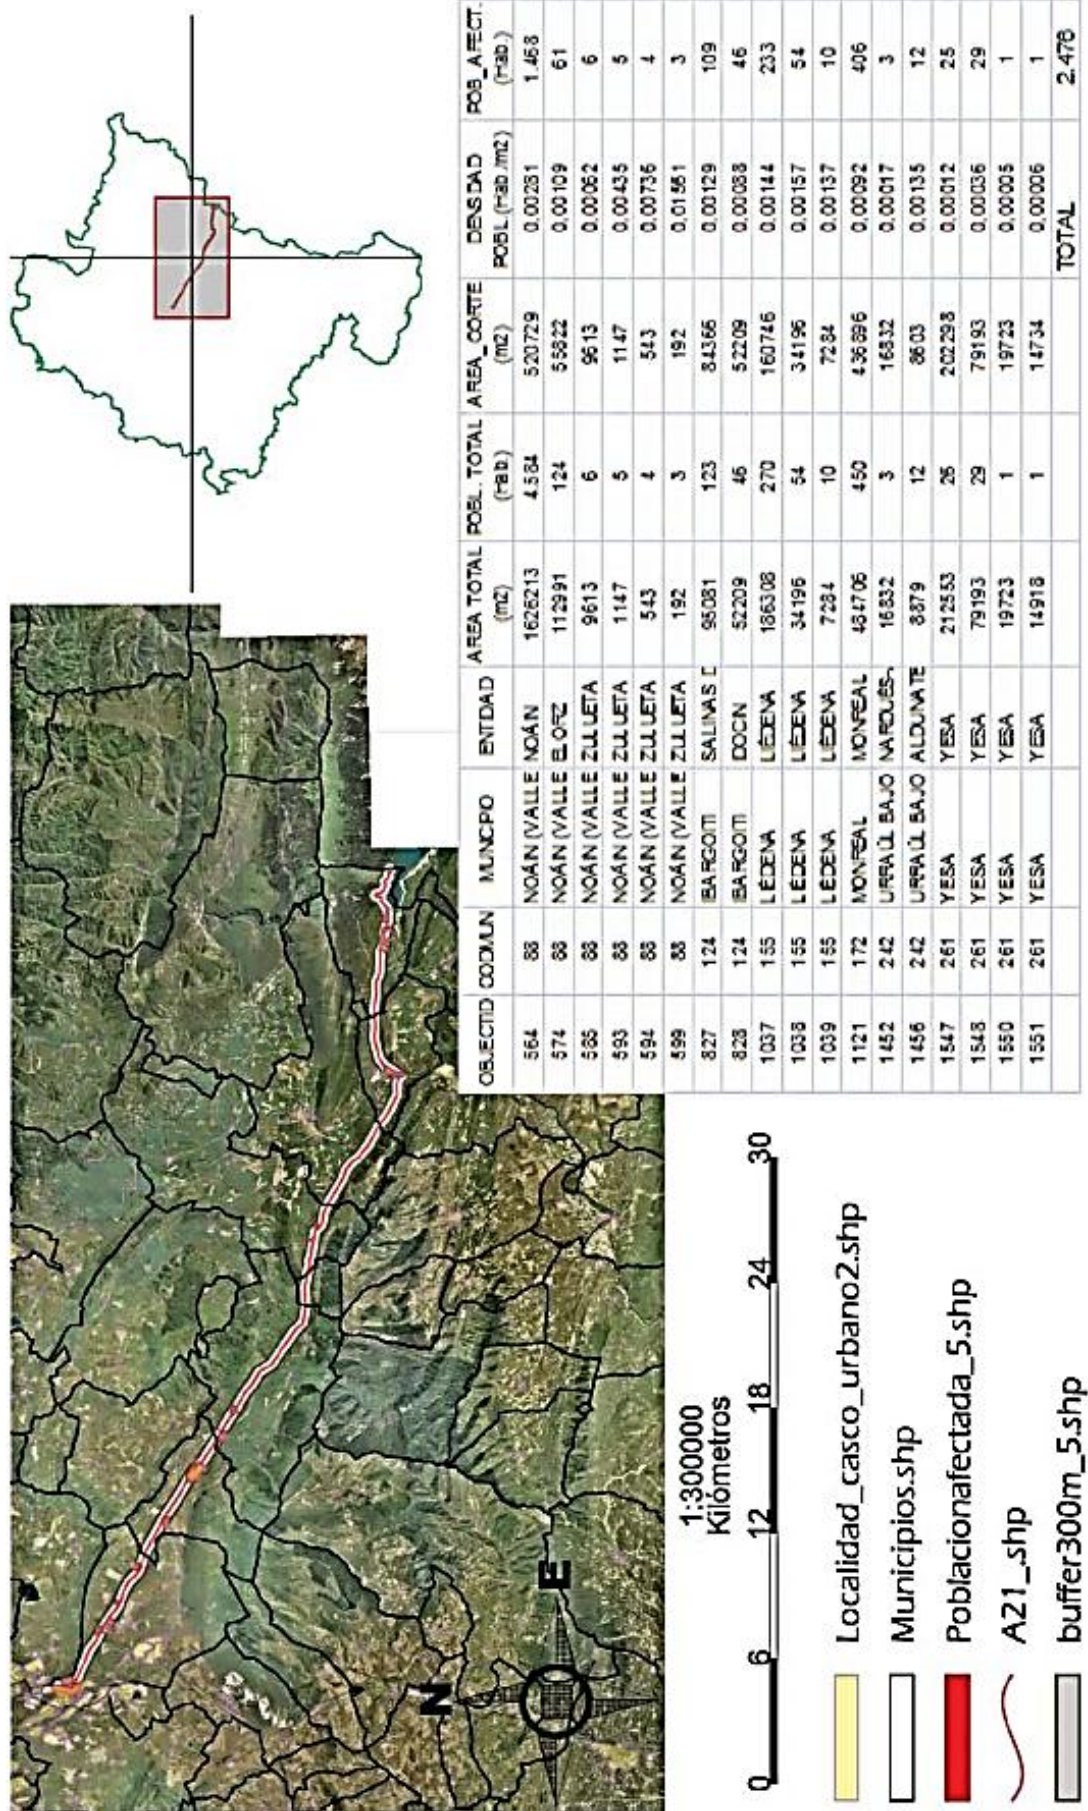 N
E
1:300000
Kilómetros
0 6 12 18 24 30
Localidad_casco_urbano2.shp
Municipios.shp
Poblacionafectada_5.shp
A21_.shp
buffer300m_5.shp
OBJECTID CODMUN MUNICPIO ENTIDAD AREA TOTAL (m2) POBL. TOTAL (Hab.) AREA_CORTE (m2) DENSIDAD POBL.(Hab./m2) POB_AFECT. (Hab.)
564 88 NOÁIN (VALLE NOÁIN 1626213 4.584 520729 0,00281 1.468
574 88 NOÁIN (VALLE ELORZ 112991 124 55822 0,00109 61
585 88 NOÁIN (VALLE ZULUETA 9613 6 9613 0,00062 6
593 88 NOÁIN (VALLE ZULUETA 1147 5 1147 0,00435 5
594 88 NOÁIN (VALLE ZULUETA 543 4 543 0,00736 4
599 88 NOÁIN (VALLE ZULUETA 192 3 192 0,01561 3
827 124 IBARGOITI SALINAS D 95081 123 84366 0,00129 109
828 124 IBARGOITI IDOCIN 52209 46 52209 0,00088 46
1037 155 LIÉDENA LIÉDENA 186308 270 160746 0,00144 233
1038 155 LIÉDENA LIÉDENA 34196 54 34196 0,00157 54
1039 155 LIÉDENA LIÉDENA 7284 10 7284 0,00137 10
1121 172 MONREAL MONREAL 484706 450 436896 0,00092 406
1452 242 URRAÚL BAJO NARDUÉS- 16832 3 16832 0,00017 3
1456 242 URRAÚL BAJO ALDUNATE 8879 12 8603 0,00135 12
1547 261 YESA YESA 212553 26 202298 0,00012 25
1548 261 YESA YESA 79193 29 79193 0,00036 29
1550 261 YESA YESA 19723 1 19723 0,00005 1
1551 261 YESA YESA 14918 1 14734 0,00006 1
TOTAL 2.476